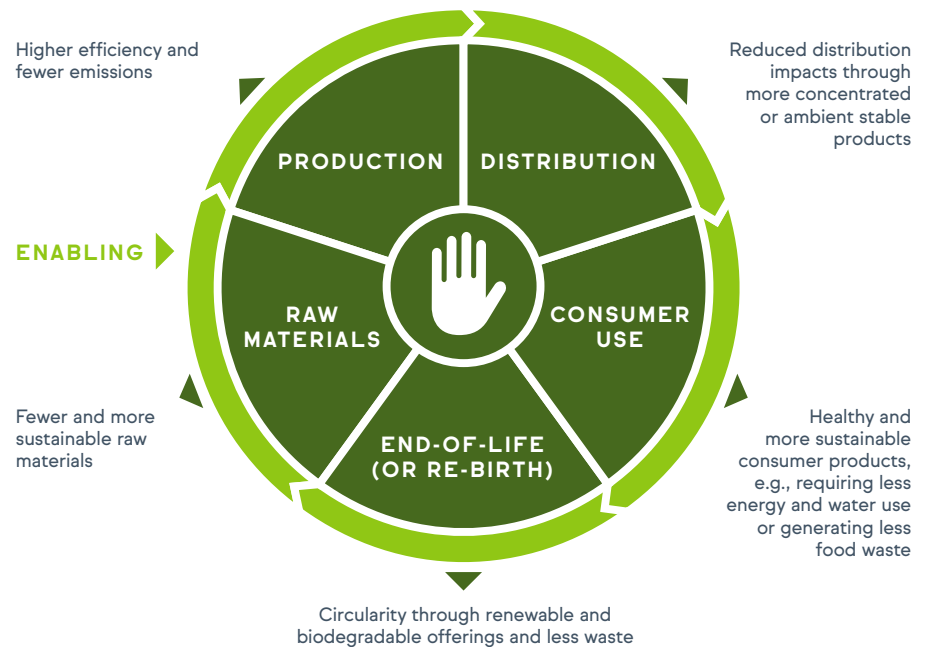 Higher efficiency and
fewer emissions
Reduced distribution
impacts through
more concentrated
or ambient stable
products
PRODUCTION
DISTRIBUTION
ENABLING
RAW
MATERIALS
CONSUMER
USE
END-OF-LIFE
(OR RE-BIRTH)
Fewer and more
sustainable raw
materials
Healthy and
more sustainable
consumer products,
e.g., requiring less
energy and water use
or generating less
food waste
Circularity through renewable and
biodegradable offerings and less waste